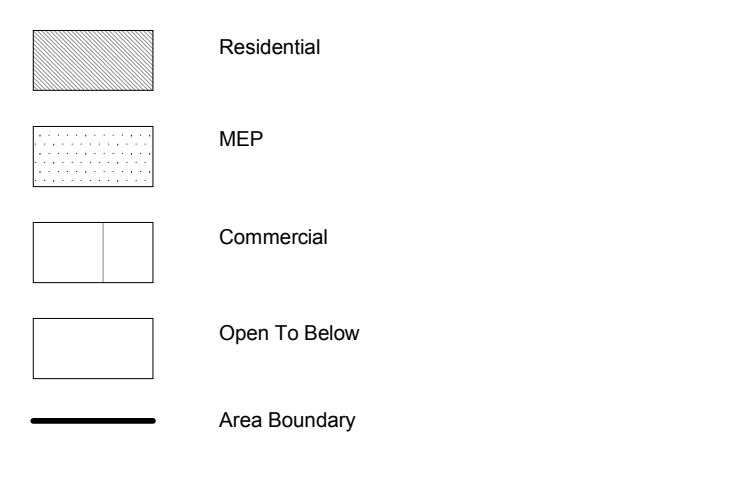 Residential
MEP
Commercial
Open To Below
Area Boundary